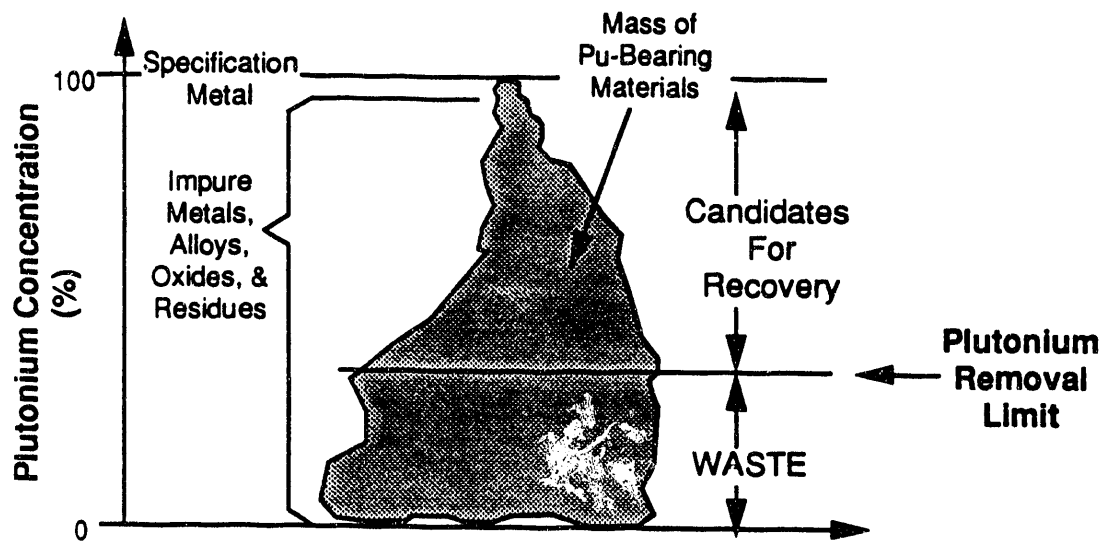 Mass of
Pu-Bearing
Materials
100
Specification
Metal
Impure
Metals,
Alloys,
Oxides, &
Residues
Candidates
For
Recovery
Plutonium
Removal
Limit
WASTE
0
Plutonium Concentration
(%)